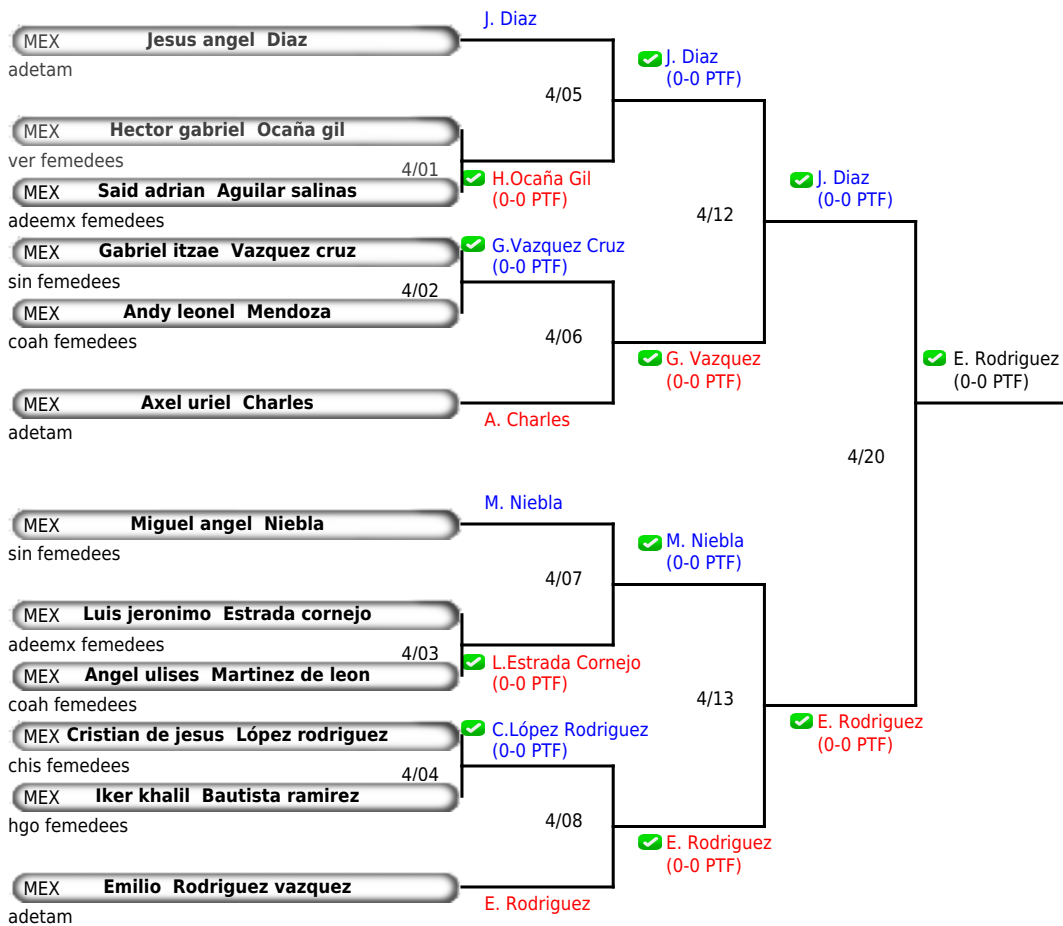 J. Diaz
MEX Jesus angel Diaz
adetam
J. Diaz
(0-0 PTF)
4/05
MEX Hector gabriel Ocaña gil
ver femedees
4/01
H.Ocaña Gil
(0-0 PTF)
MEX Said adrian Aguilar salinas
adeemx femedees
J. Diaz
(0-0 PTF)
4/12
MEX Gabriel itzae Vazquez cruz
sin femedees
G.Vazquez Cruz
(0-0 PTF)
4/02
MEX Andy leonel Mendoza
coah femedees
4/06
G. Vazquez
(0-0 PTF)
E. Rodriguez
(0-0 PTF)
MEX Axel uriel Charles
adetam
A. Charles
4/20
M. Niebla
MEX Miguel angel Niebla
sin femedees
M. Niebla
(0-0 PTF)
4/07
MEX Luis jeronimo Estrada cornejo
adeemx femedees
4/03
L.Estrada Cornejo
(0-0 PTF)
MEX Angel ulises Martinez de leon
coah femedees
4/13
E. Rodriguez
(0-0 PTF)
MEX Cristian de jesus López rodriguez
chis femedees
C.López Rodriguez
(0-0 PTF)
4/04
MEX Iker khalil Bautista ramirez
hgo femedees
4/08
E. Rodriguez
(0-0 PTF)
MEX Emilio Rodriguez vazquez
adetam
E. Rodriguez